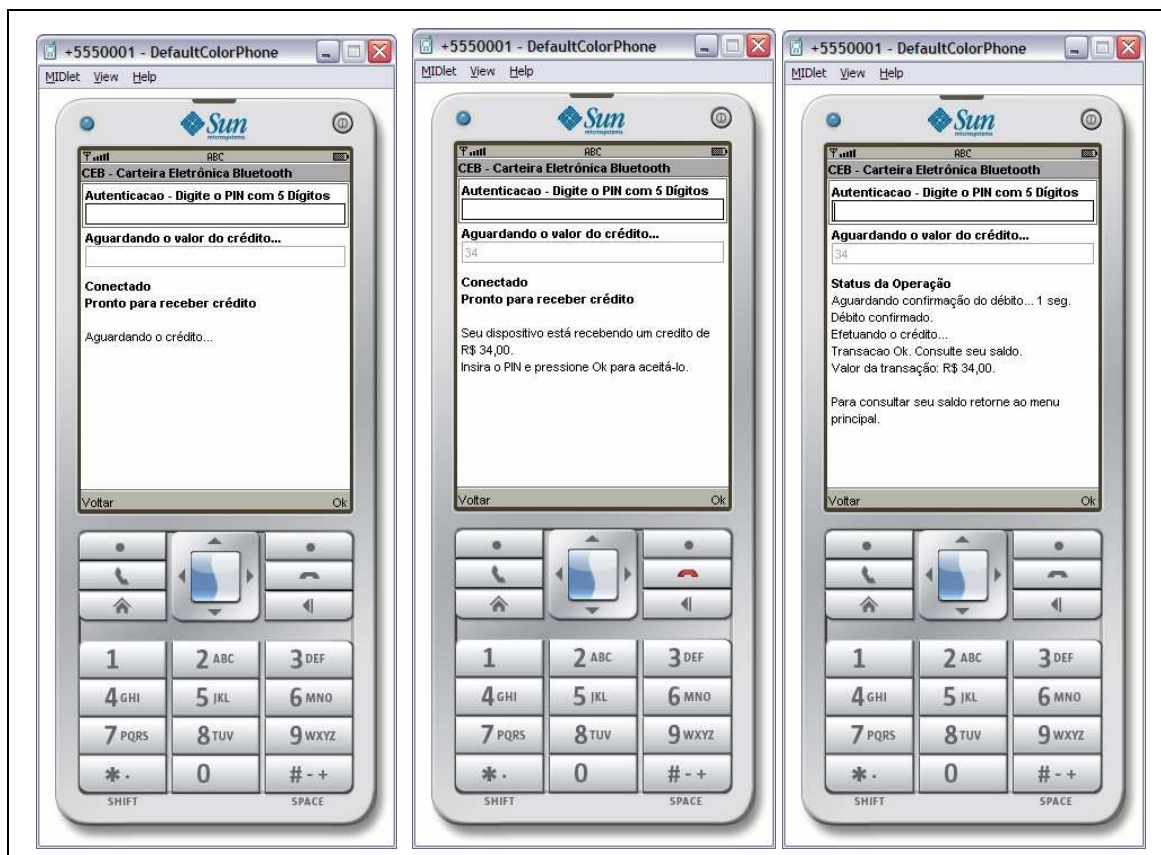 +5550001 - DefaultColorPhone
MIDlet View Help
Sun
microsystems
ABC
CEB - Carteira Eletrônica Bluetooth
Autenticacao - Digite o PIN com 5 Dígitos
Aguardando o valor do crédito...
Conectado
Pronto para receber crédito
Aguardando o crédito...
Voltar Ok
1 2 ABC 3 DEF
4 GHI 5 JKL 6 MNO
7 PQRS 8 TUV 9 WXYZ
* . 0 # - +
SHIFT SPACE
+5550001 - DefaultColorPhone
MIDlet View Help
Sun
microsystems
ABC
CEB - Carteira Eletrônica Bluetooth
Autenticacao - Digite o PIN com 5 Dígitos
Aguardando o valor do crédito...
34
Conectado
Pronto para receber crédito
Seu dispositivo está recebendo um credito de
R$ 34,00.
Insira o PIN e pressione Ok para aceitá-lo.
Voltar Ok
1 2 ABC 3 DEF
4 GHI 5 JKL 6 MNO
7 PQRS 8 TUV 9 WXYZ
* . 0 # - +
SHIFT SPACE
+5550001 - DefaultColorPhone
MIDlet View Help
Sun
microsystems
ABC
CEB - Carteira Eletrônica Bluetooth
Autenticacao - Digite o PIN com 5 Dígitos
Aguardando o valor do crédito...
34
Status da Operação
Aguardando confirmação do débito... 1 seg.
Débito confirmado.
Efetuando o crédito...
Transacao Ok. Consulte seu saldo.
Valor da transação: R$ 34,00.
Para consultar seu saldo retorne ao menu
principal.
Voltar Ok
1 2 ABC 3 DEF
4 GHI 5 JKL 6 MNO
7 PQRS 8 TUV 9 WXYZ
* . 0 # - +
SHIFT SPACE